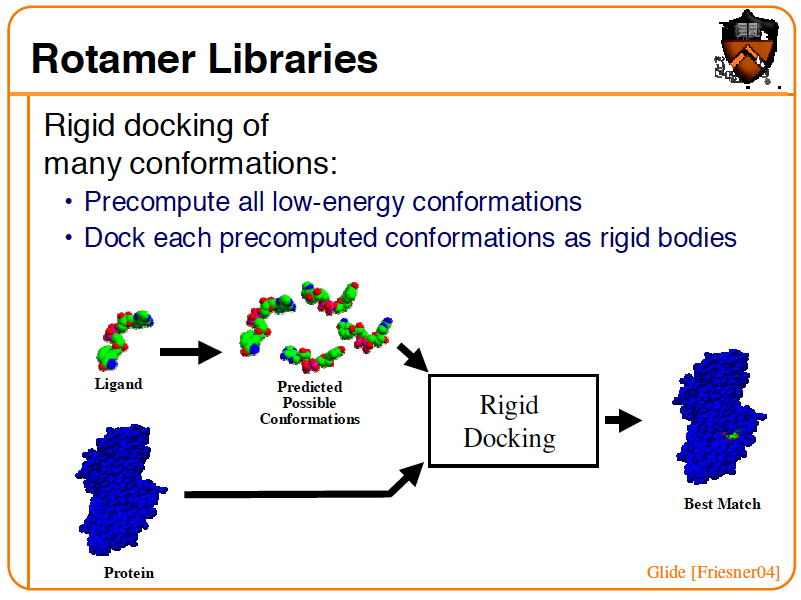 Rotamer Libraries
Rigid docking of
many conformations:
• Precompute all low-energy conformations
• Dock each precomputed conformations as rigid bodies
Ligand
Predicted
Possible
Conformations
Rigid
Docking
Best Match
Protein
Glide [Friesner04]